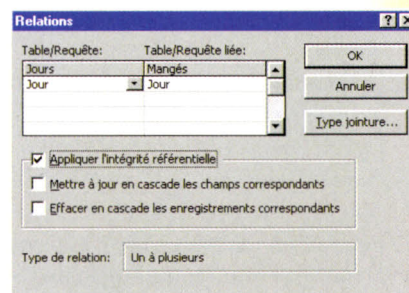 Relations
Table/Requête: Table/Requête liée:
Jours Mangés
Jour Jour
OK
Annuler
Type jointure...
Appliquer l'intégrité référentielle
Mettre à jour en cascade les champs correspondants
Effacer en cascade les enregistrements correspondants
Type de relation: Un à plusieurs